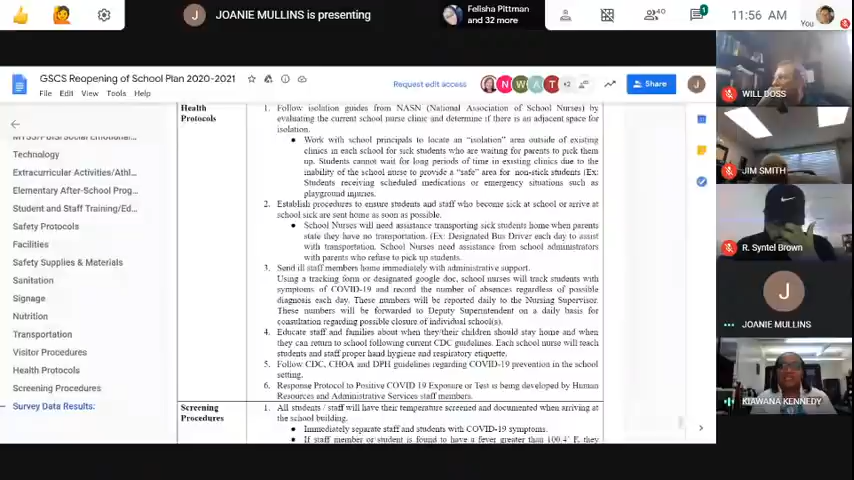 JOANIE MULLINS is presenting
Felisha Pittman
and 32 more
40
1
11:56 AM
You
GSCS Reopening of School Plan 2020-2021
File Edit View Tools Help
Request edit access
N
W
A
T
+2
Share
J
MTSS/PBIS/Social Emotional/...
Technology
Extracurricular Activities/Athl...
Elementary After-School Prog...
Student and Staff Training/Ed...
Safety Protocols
Facilities
Safety Supplies & Materials
Sanitation
Signage
Nutrition
Transportation
Visitor Procedures
Health Protocols
Screening Procedures
Survey Data Results:
Health
Protocols
1. Follow isolation guides from NASN (National Association of School Nurses) by
evaluating the current school nurse clinic and determine if there is an adjacent space for
isolation.
● Work with school principals to locate an "isolation" area outside of existing
clinics in each school for sick students who are waiting for parents to pick them
up. Students cannot wait for long periods of time in existing clinics due to the
inability of the school nurse to provide a "safe" area for non-sick students (Ex:
Students receiving scheduled medications or emergency situations such as
playground injuries.
2. Establish procedures to ensure students and staff who become sick at school or arrive at
school sick are sent home as soon as possible.
● School Nurses will need assistance transporting sick students home when parents
state they have no transportation. (Ex: Designated Bus Driver each day to assist
with transportation. School Nurses need assistance from school administrators
with parents who refuse to pick up students.
3. Send ill staff members home immediately with administrative support.
Using a tracking form or designated google doc, school nurses will track students with
symptoms of COVID-19 and record the number of absences regardless of possible
diagnosis each day. These numbers will be reported daily to the Nursing Supervisor.
These numbers will be forwarded to Deputy Superintendent on a daily basis for
consultation regarding possible closure of individual school(s).
4. Educate staff and families about when they/their children should stay home and when
they can return to school following current CDC guidelines. Each school nurse will teach
students and staff proper hand hygiene and respiratory etiquette.
5. Follow CDC, CHOA and DPH guidelines regarding COVID-19 prevention in the school
setting.
6. Response Protocol to Positive COVID 19 Exposure or Test is being developed by Human
Resources and Administrative Services staff members.
Screening
Procedures
1. All students / staff will have their temperature screened and documented when arriving at
the school building.
● Immediately separate staff and students with COVID-19 symptoms.
● If staff member or student is found to have a fever greater than 100.4° F, they
WILL DOSS
JIM SMITH
R. Syntel Brown
J
JOANIE MULLINS
KIAWANA KENNEDY